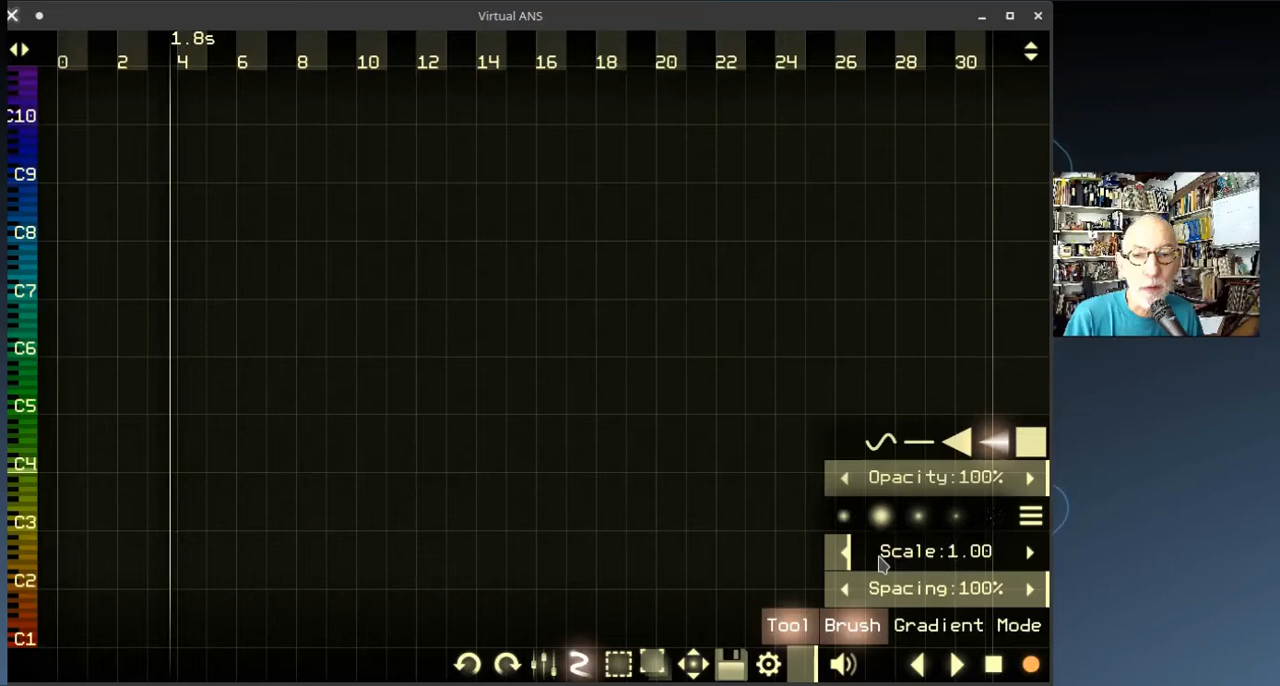 Virtual ANS
1.8s
0 2 4 6 8 10 12 14 16 18 20 22 24 26 28 30
C10
C9
C8
C7
C6
C5
C4
C3
C2
C1
Opacity:100%
Scale:1.00
Spacing:100%
Tool Brush Gradient Mode